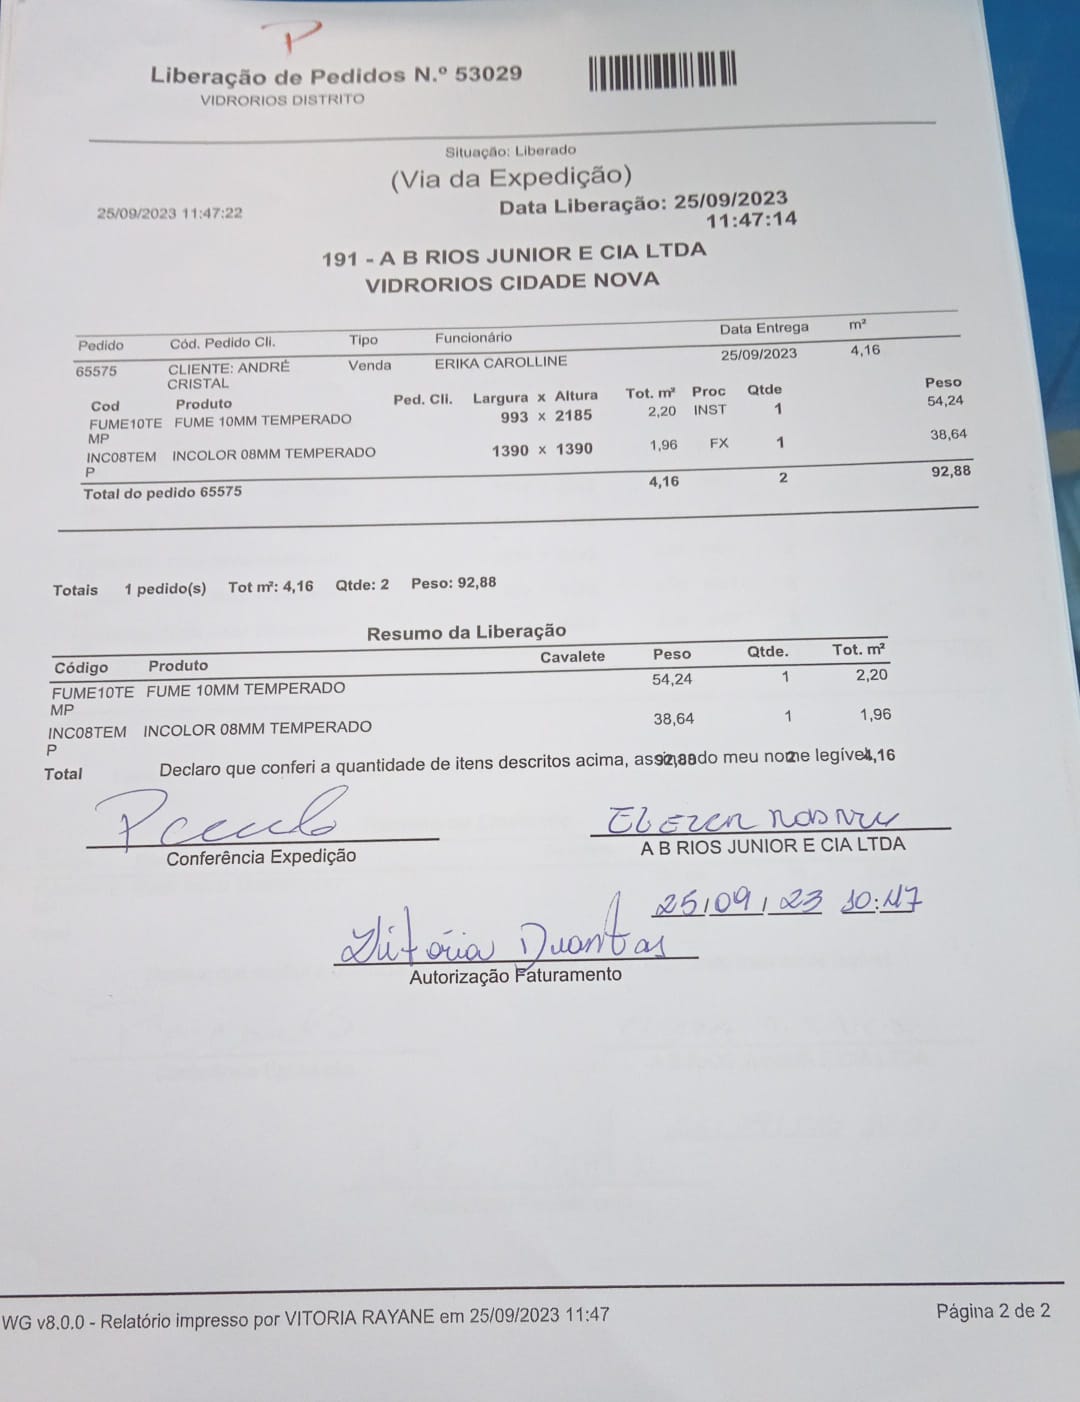 P
Liberação de Pedidos N.º 53029
VIDRORIOS DISTRITO
Situação: Liberado
(Via da Expedição)
25/09/2023 11:47:22
Data Liberação: 25/09/2023
11:47:14
191 - A B RIOS JUNIOR E CIA LTDA
VIDRORIOS CIDADE NOVA
Pedido Cód. Pedido Cli. Tipo Funcionário Data Entrega m²
65575 CLIENTE: ANDRÉ Venda ERIKA CAROLLINE 25/09/2023 4,16
CRISTAL
Cod Produto Ped. Cli. Largura x Altura Tot. m² Proc Qtde Peso
FUME10TE FUME 10MM TEMPERADO 993 x 2185 2,20 INST 1 54,24
MP
INC08TEM INCOLOR 08MM TEMPERADO 1390 x 1390 1,96 FX 1 38,64
P
Total do pedido 65575 4,16 2 92,88
Totais 1 pedido(s) Tot m²: 4,16 Qtde: 2 Peso: 92,88
Resumo da Liberação
Código Produto Cavalete Peso Qtde. Tot. m²
FUME10TE FUME 10MM TEMPERADO 54,24 1 2,20
MP
INC08TEM INCOLOR 08MM TEMPERADO 38,64 1 1,96
P
Total Declaro que conferi a quantidade de itens descritos acima, assinado meu nome legível 92,88 2 4,16
Conferência Expedição
A B RIOS JUNIOR E CIA LTDA
25/09/23 10:47
Vitória Duantas
Autorização Faturamento
WG v8.0.0 - Relatório impresso por VITORIA RAYANE em 25/09/2023 11:47
Página 2 de 2